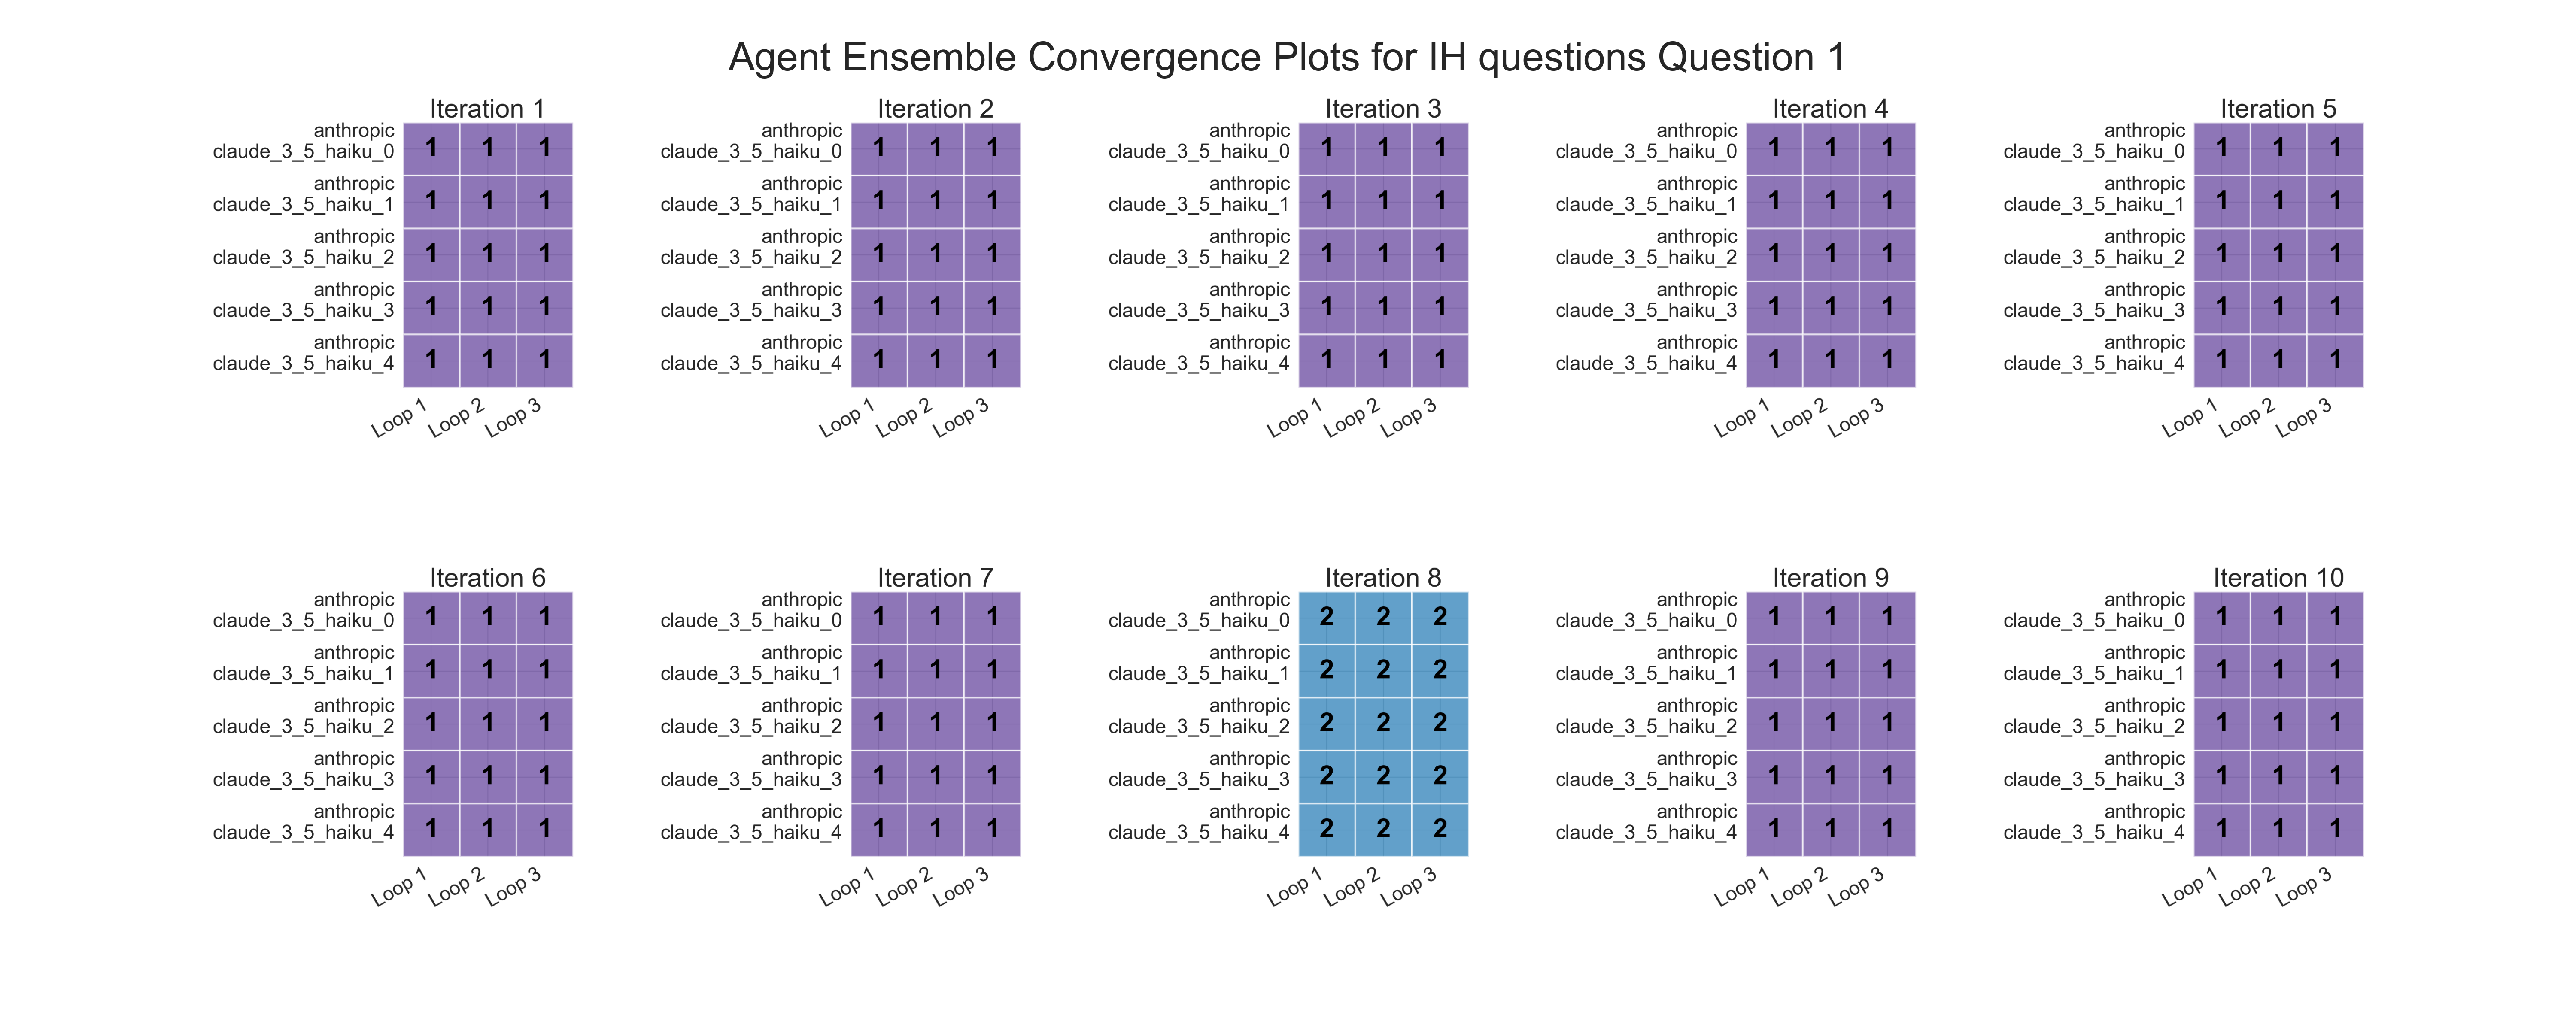 Agent Ensemble Convergence Plots for IH questions Question 1
Iteration 1
anthropic
claude_3_5_haiku_0 1 1 1
anthropic
claude_3_5_haiku_1 1 1 1
anthropic
claude_3_5_haiku_2 1 1 1
anthropic
claude_3_5_haiku_3 1 1 1
anthropic
claude_3_5_haiku_4 1 1 1
Loop 1 Loop 2 Loop 3
Iteration 2
anthropic
claude_3_5_haiku_0 1 1 1
anthropic
claude_3_5_haiku_1 1 1 1
anthropic
claude_3_5_haiku_2 1 1 1
anthropic
claude_3_5_haiku_3 1 1 1
anthropic
claude_3_5_haiku_4 1 1 1
Loop 1 Loop 2 Loop 3
Iteration 3
anthropic
claude_3_5_haiku_0 1 1 1
anthropic
claude_3_5_haiku_1 1 1 1
anthropic
claude_3_5_haiku_2 1 1 1
anthropic
claude_3_5_haiku_3 1 1 1
anthropic
claude_3_5_haiku_4 1 1 1
Loop 1 Loop 2 Loop 3
Iteration 4
anthropic
claude_3_5_haiku_0 1 1 1
anthropic
claude_3_5_haiku_1 1 1 1
anthropic
claude_3_5_haiku_2 1 1 1
anthropic
claude_3_5_haiku_3 1 1 1
anthropic
claude_3_5_haiku_4 1 1 1
Loop 1 Loop 2 Loop 3
Iteration 5
anthropic
claude_3_5_haiku_0 1 1 1
anthropic
claude_3_5_haiku_1 1 1 1
anthropic
claude_3_5_haiku_2 1 1 1
anthropic
claude_3_5_haiku_3 1 1 1
anthropic
claude_3_5_haiku_4 1 1 1
Loop 1 Loop 2 Loop 3
Iteration 6
anthropic
claude_3_5_haiku_0 1 1 1
anthropic
claude_3_5_haiku_1 1 1 1
anthropic
claude_3_5_haiku_2 1 1 1
anthropic
claude_3_5_haiku_3 1 1 1
anthropic
claude_3_5_haiku_4 1 1 1
Loop 1 Loop 2 Loop 3
Iteration 7
anthropic
claude_3_5_haiku_0 1 1 1
anthropic
claude_3_5_haiku_1 1 1 1
anthropic
claude_3_5_haiku_2 1 1 1
anthropic
claude_3_5_haiku_3 1 1 1
anthropic
claude_3_5_haiku_4 1 1 1
Loop 1 Loop 2 Loop 3
Iteration 8
anthropic
claude_3_5_haiku_0 2 2 2
anthropic
claude_3_5_haiku_1 2 2 2
anthropic
claude_3_5_haiku_2 2 2 2
anthropic
claude_3_5_haiku_3 2 2 2
anthropic
claude_3_5_haiku_4 2 2 2
Loop 1 Loop 2 Loop 3
Iteration 9
anthropic
claude_3_5_haiku_0 1 1 1
anthropic
claude_3_5_haiku_1 1 1 1
anthropic
claude_3_5_haiku_2 1 1 1
anthropic
claude_3_5_haiku_3 1 1 1
anthropic
claude_3_5_haiku_4 1 1 1
Loop 1 Loop 2 Loop 3
Iteration 10
anthropic
claude_3_5_haiku_0 1 1 1
anthropic
claude_3_5_haiku_1 1 1 1
anthropic
claude_3_5_haiku_2 1 1 1
anthropic
claude_3_5_haiku_3 1 1 1
anthropic
claude_3_5_haiku_4 1 1 1
Loop 1 Loop 2 Loop 3